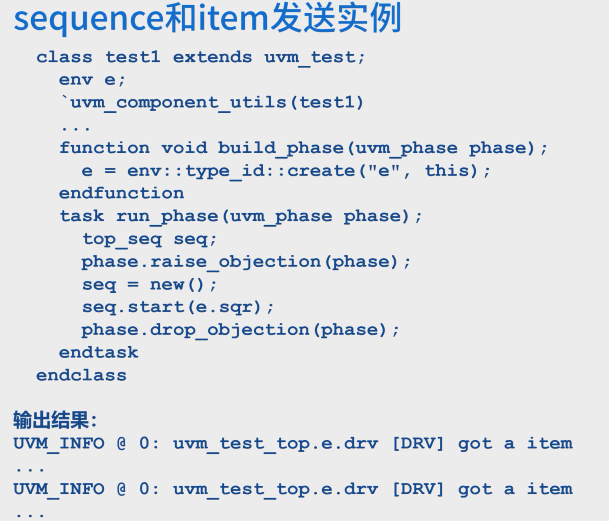 sequence和item发送实例
class test1 extends uvm_test;
env e;
`uvm_component_utils(test1)
...
function void build_phase(uvm_phase phase);
e = env::type_id::create("e", this);
endfunction
task run_phase(uvm_phase phase);
top_seq seq;
phase.raise_objection(phase);
seq = new();
seq.start(e.sqr);
phase.drop_objection(phase);
endtask
endclass
输出结果:
UVM_INFO @ 0: uvm_test_top.e.drv [DRV] got a item
...
UVM_INFO @ 0: uvm_test_top.e.drv [DRV] got a item
...